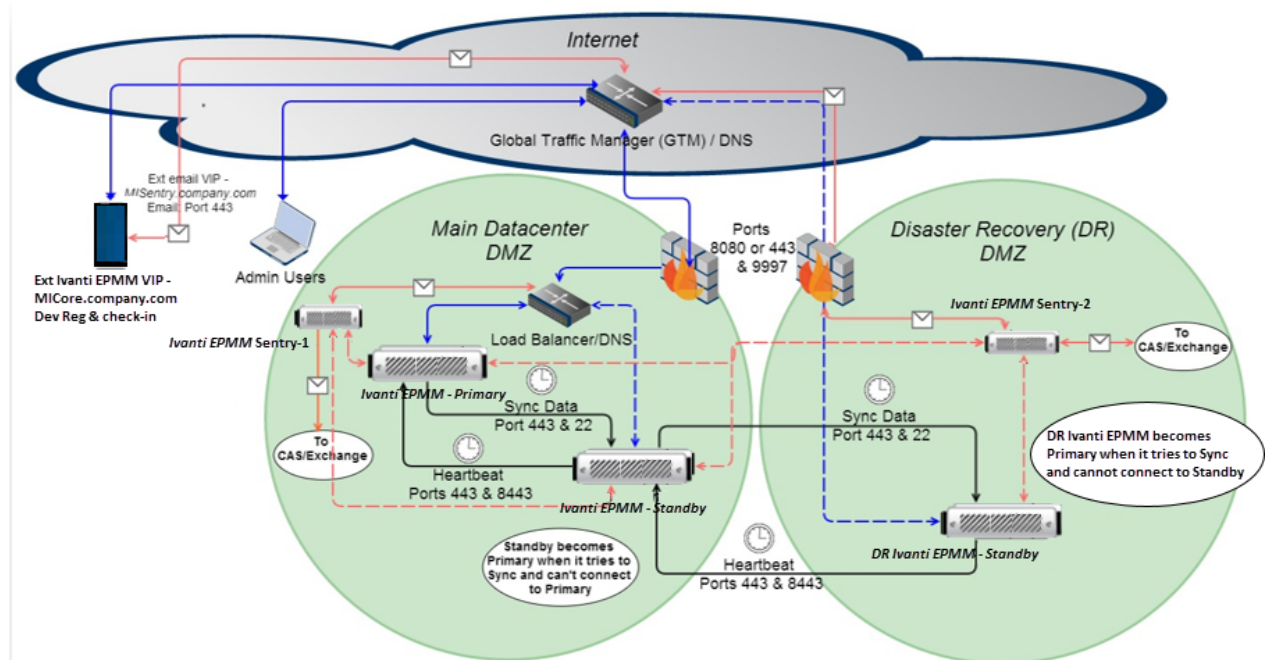 Internet
Global Traffic Manager (GTM) / DNS
Ext email VIP -
MISentry.company.com
Email: Port 443
Admin Users
Ext Ivanti EPMM VIP -
MICore.company.com
Dev Reg & check-in
Main Datacenter
DMZ
Ports
8080 or 443
& 9997
Disaster Recovery (DR)
DMZ
Ivanti EPMM Sentry-1
Load Balancer/DNS
Ivanti EPMM - Primary
Sync Data
Port 443 & 22
To
CAS/Exchange
Heartbeat
Ports 443 & 8443
Ivanti EPMM - Standby
Standby becomes
Primary when it tries to
Sync and can't connect
to Primary
Ivanti EPMM Sentry-2
To
CAS/Exchange
Sync Data
Port 443 & 22
DR Ivanti EPMM becomes
Primary when it tries to Sync
and cannot connect to Standby
DR Ivanti EPMM - Standby
Heartbeat
Ports 443 & 8443